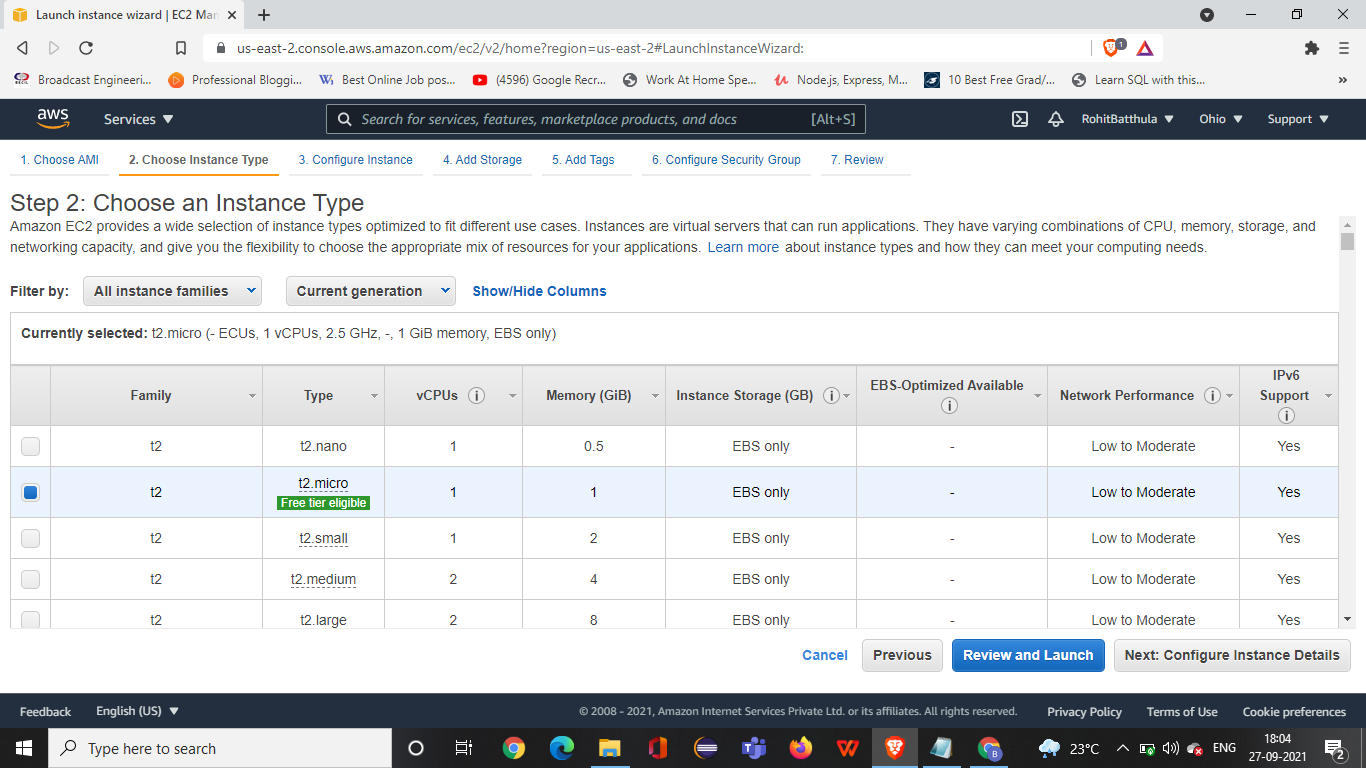 Launch instance wizard | EC2 Man
us-east-2.console.aws.amazon.com/ec2/v2/home?region=us-east-2#LaunchInstanceWizard:
1
Broadcast Engineeri... Professional Bloggi... Best Online Job pos... (4596) Google Recr... Work At Home Spe... Node.js, Express, M... 10 Best Free Grad/... Learn SQL with this... »
aws Services Search for services, features, marketplace products, and docs [Alt+S] RohitBatthula Ohio Support
1. Choose AMI 2. Choose Instance Type 3. Configure Instance 4. Add Storage 5. Add Tags 6. Configure Security Group 7. Review
Step 2: Choose an Instance Type
Amazon EC2 provides a wide selection of instance types optimized to fit different use cases. Instances are virtual servers that can run applications. They have varying combinations of CPU, memory, storage, and
networking capacity, and give you the flexibility to choose the appropriate mix of resources for your applications. Learn more about instance types and how they can meet your computing needs.
Filter by: All instance families Current generation Show/Hide Columns
Currently selected: t2.micro (- ECUs, 1 vCPUs, 2.5 GHz, -, 1 GiB memory, EBS only)
Family Type vCPUs Memory (GiB) Instance Storage (GB) EBS-Optimized Available Network Performance IPv6 Support
t2 t2.nano 1 0.5 EBS only - Low to Moderate Yes
t2 t2.micro 1 1 EBS only - Low to Moderate Yes
Free tier eligible
t2 t2.small 1 2 EBS only - Low to Moderate Yes
t2 t2.medium 2 4 EBS only - Low to Moderate Yes
t2 t2.large 2 8 EBS only - Low to Moderate Yes
Cancel Previous Review and Launch Next: Configure Instance Details
Feedback English (US) © 2008 - 2021, Amazon Internet Services Private Ltd. or its affiliates. All rights reserved. Privacy Policy Terms of Use Cookie preferences
Type here to search 23°C ENG 18:04
27-09-2021 2